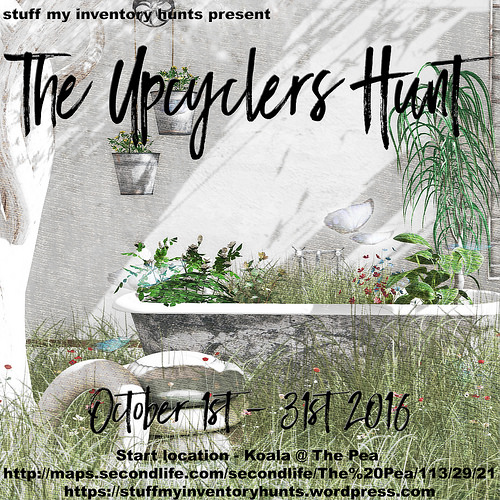 stuff my inventory hunts present
The Upcyclers Hunt
October 1st - 31st 2016
Start location - Koala @ The Pea
http://maps.secondlife.com/secondlife/The%20Pea/113/29/21
https://stuffmyinventoryhunts.wordpress.com